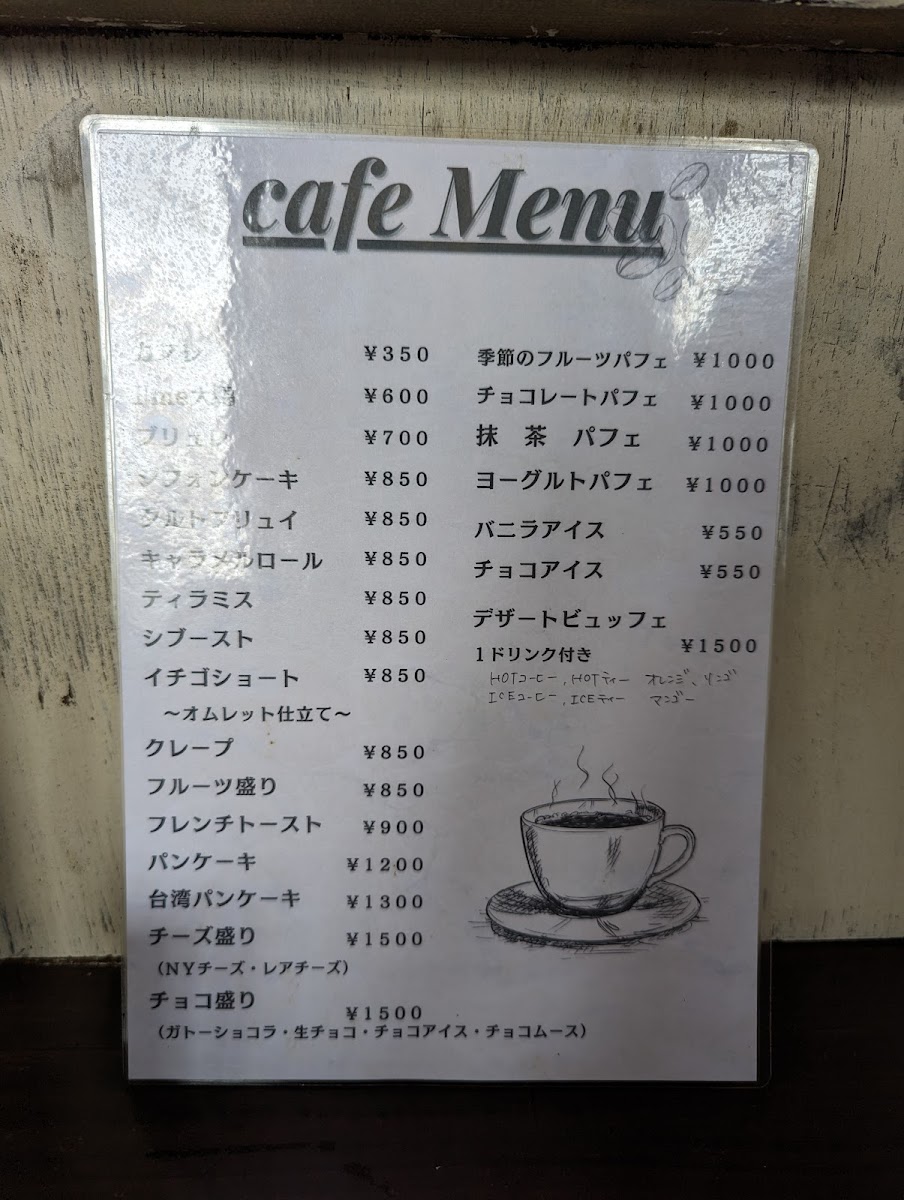 cafe Menu
¥350
¥600
ブリュレ ¥700
シフォンケーキ ¥850
タルトフリュイ ¥850
キャラメルロール ¥850
ティラミス ¥850
シブースト ¥850
イチゴショート ¥850
～オムレット仕立て～
クレープ ¥850
フルーツ盛り ¥850
フレンチトースト ¥900
パンケーキ ¥1200
台湾パンケーキ ¥1300
チーズ盛り ¥1500
（NYチーズ・レアチーズ）
チョコ盛り ¥1500
（ガトーショコラ・生チョコ・チョコアイス・チョコムース）
季節のフルーツパフェ ¥1000
チョコレートパフェ ¥1000
抹 茶 パフェ ¥1000
ヨーグルトパフェ ¥1000
バニラアイス ¥550
チョコアイス ¥550
デザートビュッフェ
1ドリンク付き ¥1500
HOTコーヒー, HOTティー オレンジ、リンゴ
ICEコーヒー, ICEティー マンゴー